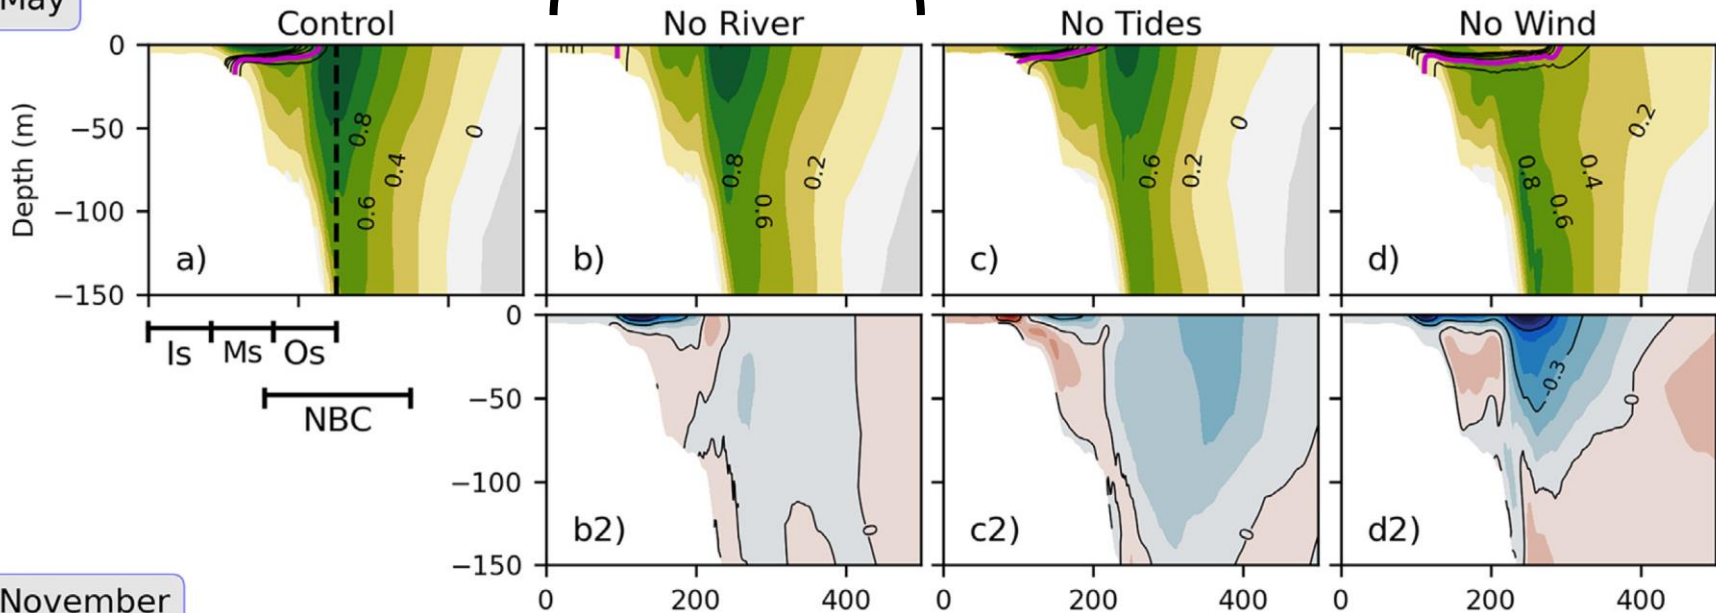 May
Control
No River
No Tides
No Wind
0
−50
−100
−150
Depth (m)
0.8
0.4
0.6
0
a)
0.8
0.6
0.2
b)
0.6
0.2
0
c)
0.2
0.8
0.4
0.6
d)
Is
Ms
Os
NBC
0
−50
−100
−150
b2)
0
c2)
0
d2)
-0.3
0
0
200
400
0
200
400
0
200
400
November